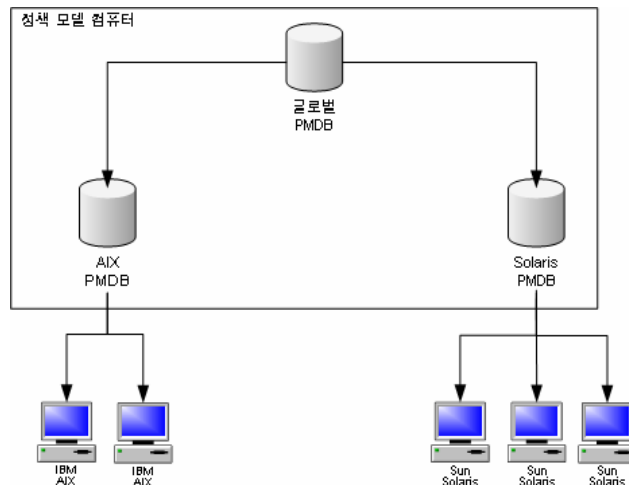 정책 모델 컴퓨터
글로벌
PMDB
AIX
PMDB
Solaris
PMDB
IBM
AIX
IBM
AIX
Sun
Solaris
Sun
Solaris
Sun
Solaris